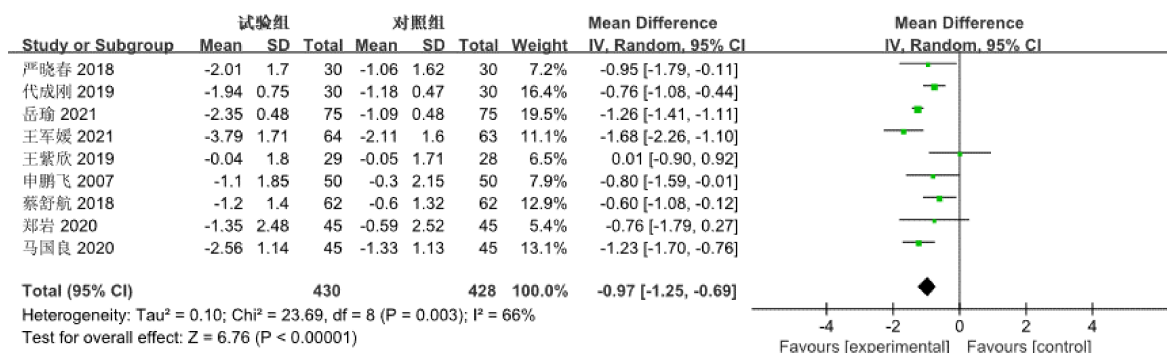 试验组 对照组 Mean Difference Mean Difference
Study or Subgroup Mean SD Total Mean SD Total Weight IV, Random, 95% CI IV, Random, 95% CI
严晓春 2018 -2.01 1.7 30 -1.06 1.62 30 7.2% -0.95 [-1.79, -0.11]
代成刚 2019 -1.94 0.75 30 -1.18 0.47 30 16.4% -0.76 [-1.08, -0.44]
岳瑜 2021 -2.35 0.48 75 -1.09 0.48 75 19.5% -1.26 [-1.41, -1.11]
王军媛 2021 -3.79 1.71 64 -2.11 1.6 63 11.1% -1.68 [-2.26, -1.10]
王紫欣 2019 -0.04 1.8 29 -0.05 1.71 28 6.5% 0.01 [-0.90, 0.92]
申鹏飞 2007 -1.1 1.85 50 -0.3 2.15 50 7.9% -0.80 [-1.59, -0.01]
蔡舒航 2018 -1.2 1.4 62 -0.6 1.32 62 12.9% -0.60 [-1.08, -0.12]
郑岩 2020 -1.35 2.48 45 -0.59 2.52 45 5.4% -0.76 [-1.79, 0.27]
马国良 2020 -2.56 1.14 45 -1.33 1.13 45 13.1% -1.23 [-1.70, -0.76]
Total (95% CI) 430 428 100.0% -0.97 [-1.25, -0.69]
Heterogeneity: Tau² = 0.10; Chi² = 23.69, df = 8 (P = 0.003); I² = 66%
Test for overall effect: Z = 6.76 (P < 0.00001)
-4 -2 0 2 4
Favours [experimental] Favours [control]